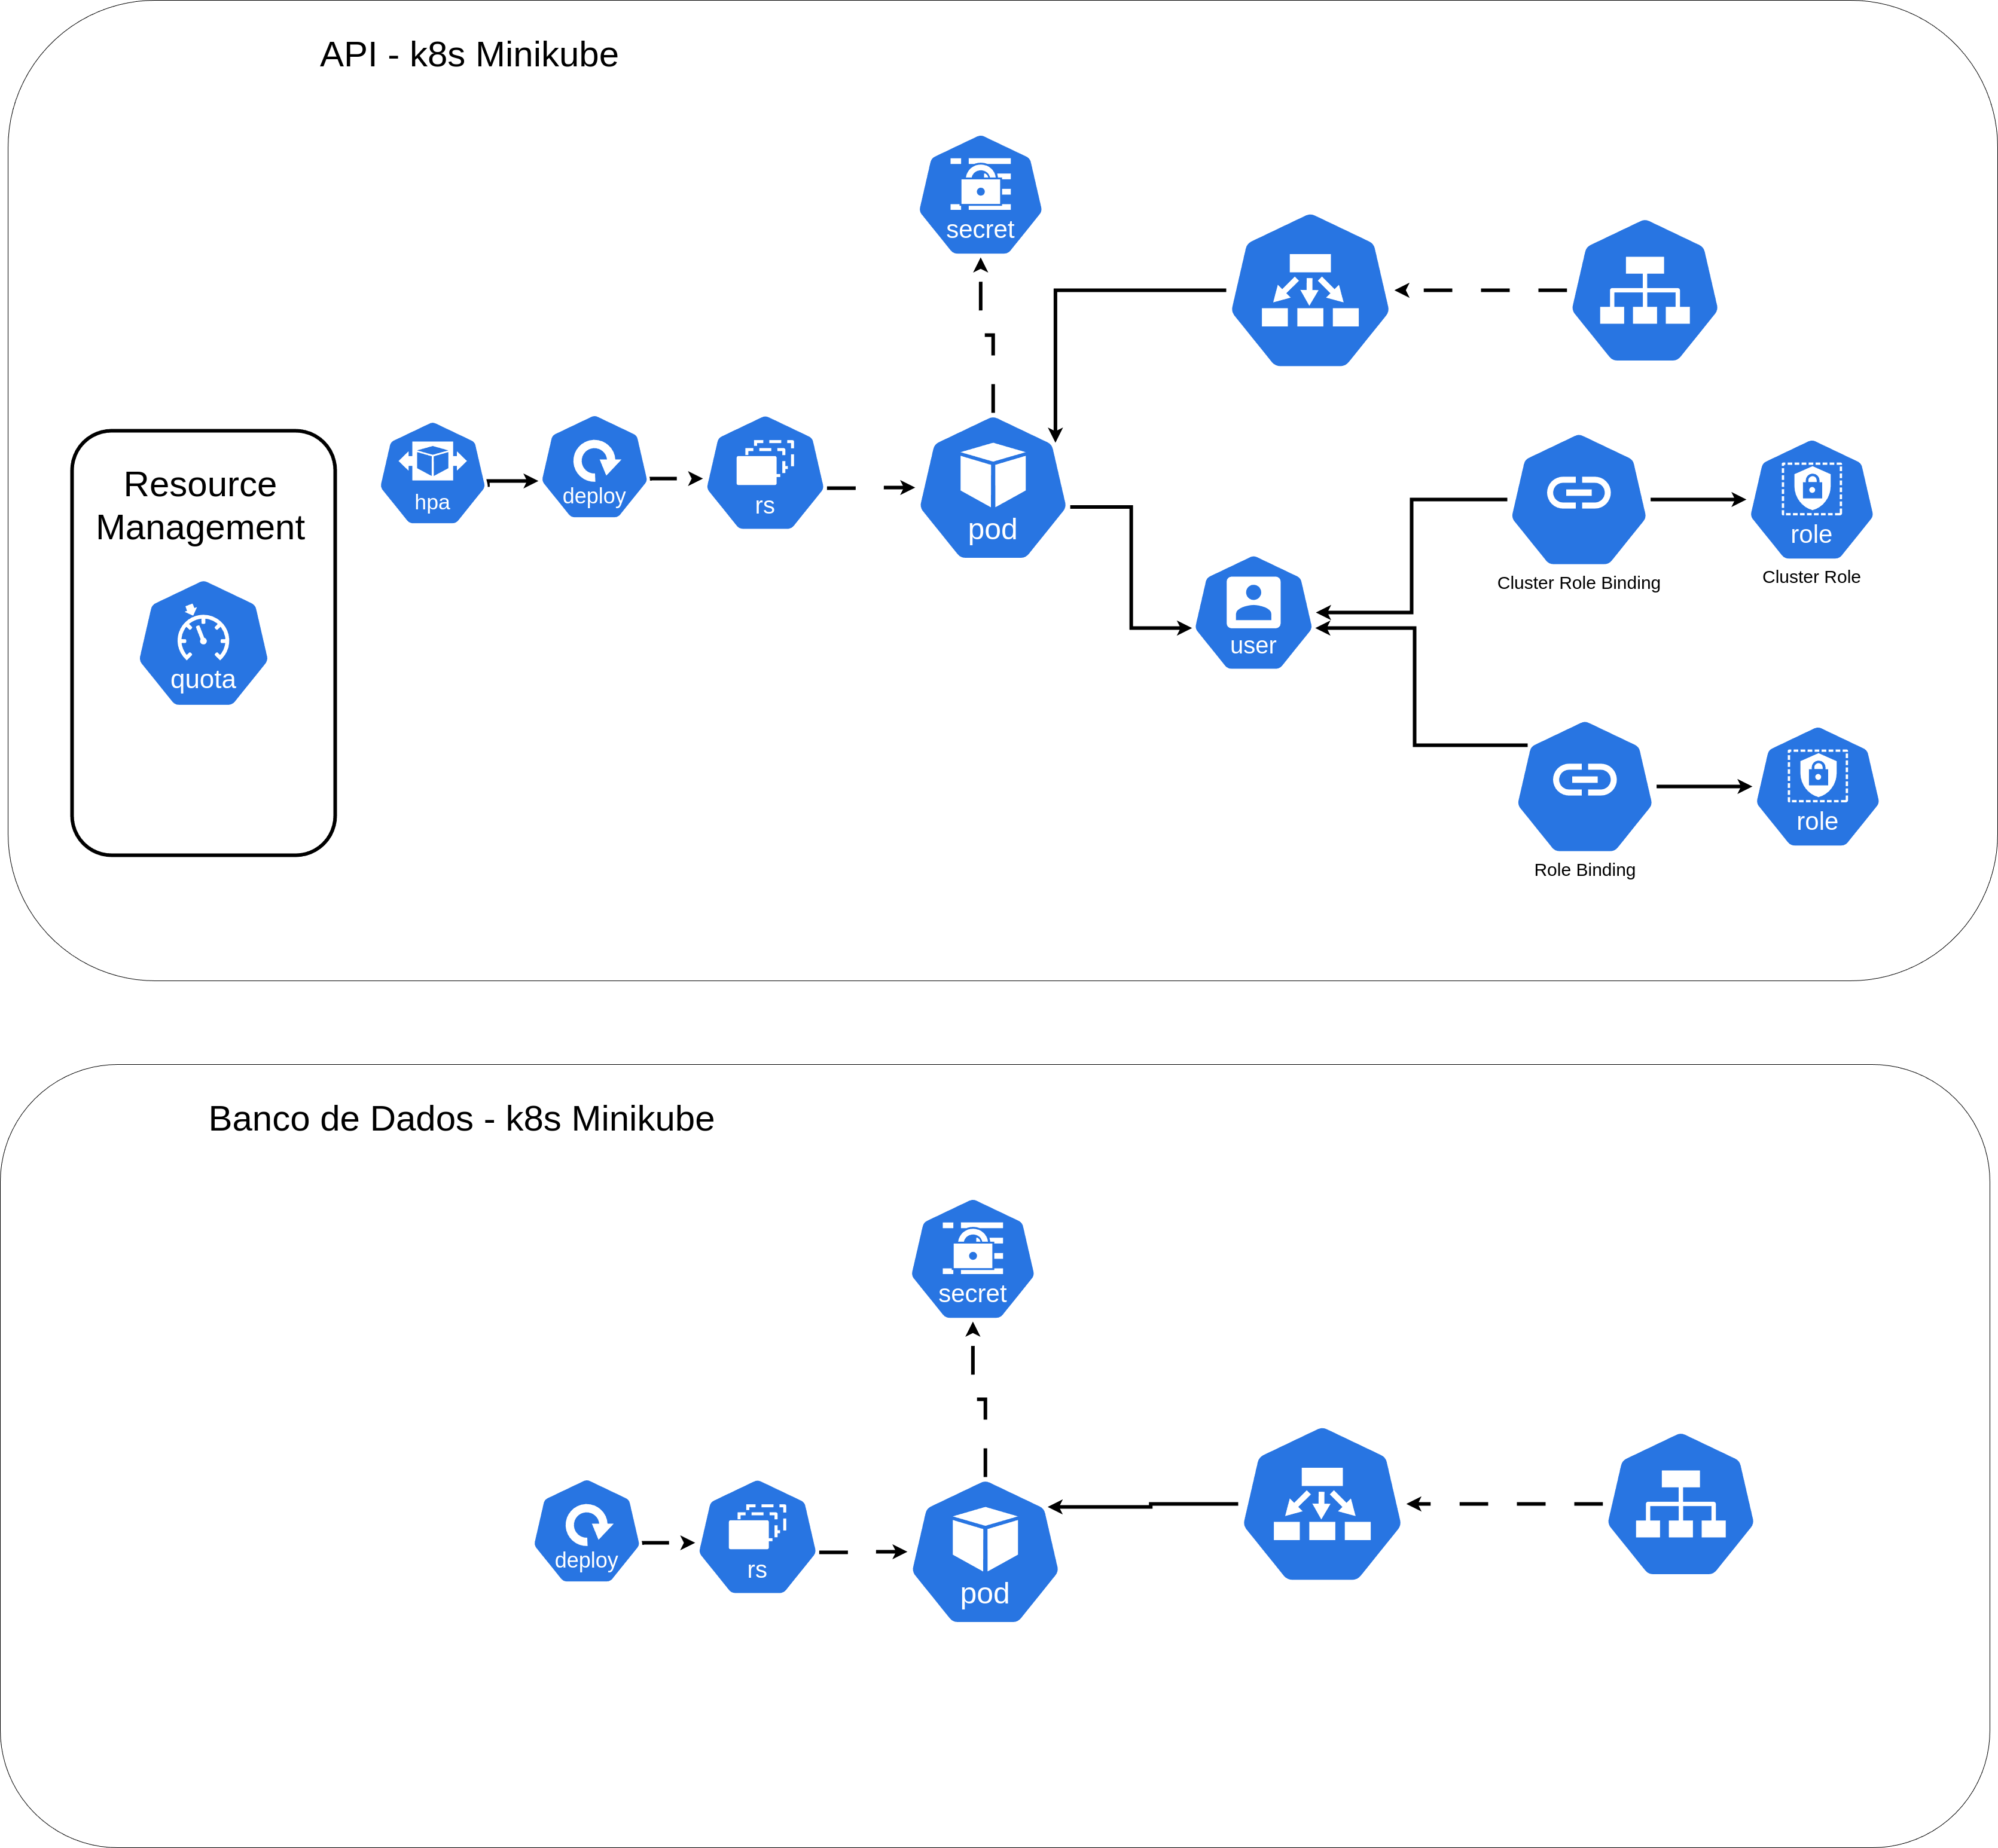 API - k8s Minikube
secret
hpa
deploy
rs
pod
Resource
Management
quota
user
Cluster Role Binding
role
Cluster Role
Role Binding
role
Banco de Dados - k8s Minikube
secret
deploy
rs
pod